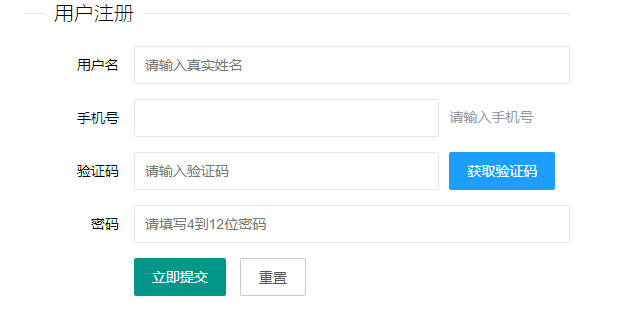 用户注册
用户名 请输入真实姓名
手机号 请输入手机号
验证码 请输入验证码 获取验证码
密码 请填写4到12位密码
立即提交 重置